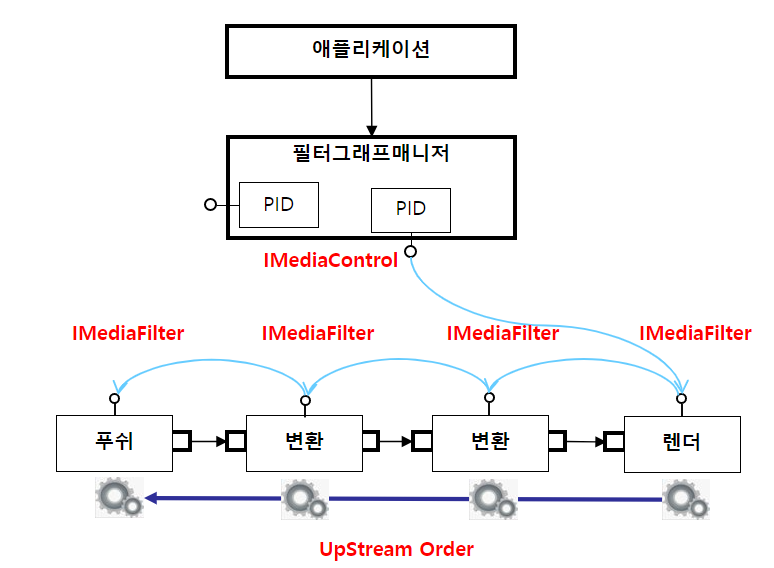 애플리케이션
필터그래프매니저
PID
PID
IMediaControl
IMediaFilter
IMediaFilter
IMediaFilter
IMediaFilter
푸쉬
변환
변환
렌더
UpStream Order